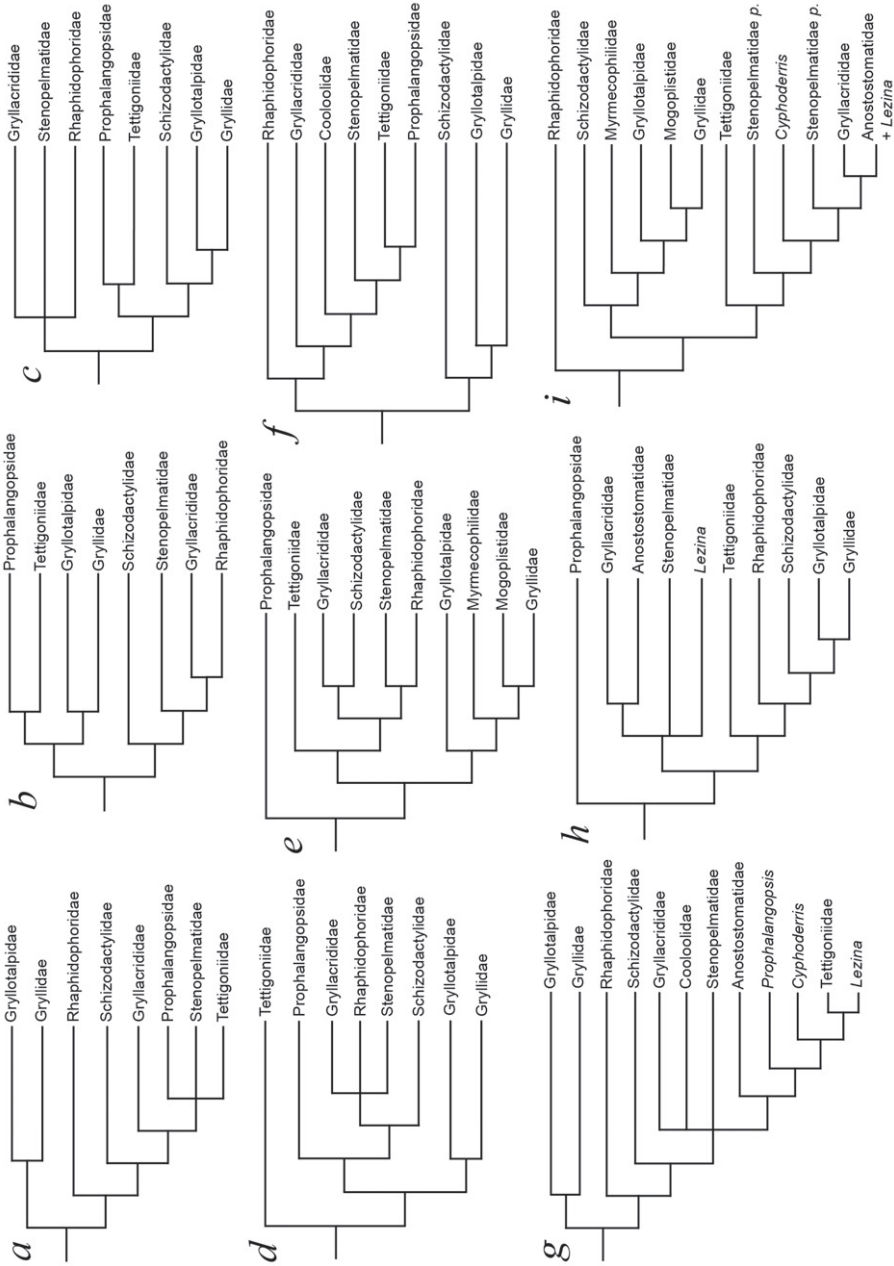 a
Gryllotalpidae
Gryllidae
Rhaphidophoridae
Schizodactylidae
Gryllacrididae
Prophalangopsidae
Stenopelmatidae
Tettigoniidae
b
Prophalangopsidae
Tettigoniidae
Gryllotalpidae
Gryllidae
Schizodactylidae
Stenopelmatidae
Gryllacrididae
Rhaphidophoridae
c
Gryllacrididae
Stenopelmatidae
Rhaphidophoridae
Prophalangopsidae
Tettigoniidae
Schizodactylidae
Gryllotalpidae
Gryllidae
d
Tettigoniidae
Prophalangopsidae
Gryllacrididae
Rhaphidophoridae
Stenopelmatidae
Schizodactylidae
Gryllotalpidae
Gryllidae
e
Prophalangopsidae
Tettigoniidae
Gryllacrididae
Schizodactylidae
Stenopelmatidae
Rhaphidophoridae
Gryllotalpidae
Myrmecophilidae
Mogoplistidae
Gryllidae
f
Rhaphidophoridae
Gryllacrididae
Cooloolidae
Stenopelmatidae
Tettigoniidae
Prophalangopsidae
Schizodactylidae
Gryllotalpidae
Gryllidae
g
Gryllotalpidae
Gryllidae
Rhaphidophoridae
Schizodactylidae
Gryllacrididae
Cooloolidae
Stenopelmatidae
Anostostomatidae
Prophalangopsis
Cyphoderris
Tettigoniidae
Lezina
h
Prophalangopsidae
Gryllacrididae
Anostostomatidae
Stenopelmatidae
Lezina
Tettigoniidae
Rhaphidophoridae
Schizodactylidae
Gryllotalpidae
Gryllidae
i
Rhaphidophoridae
Schizodactylidae
Myrmecophilidae
Gryllotalpidae
Mogoplistidae
Gryllidae
Tettigoniidae
Stenopelmatidae p.
Cyphoderris
Stenopelmatidae p.
Gryllacrididae
Anostostomatidae
+ Lezina